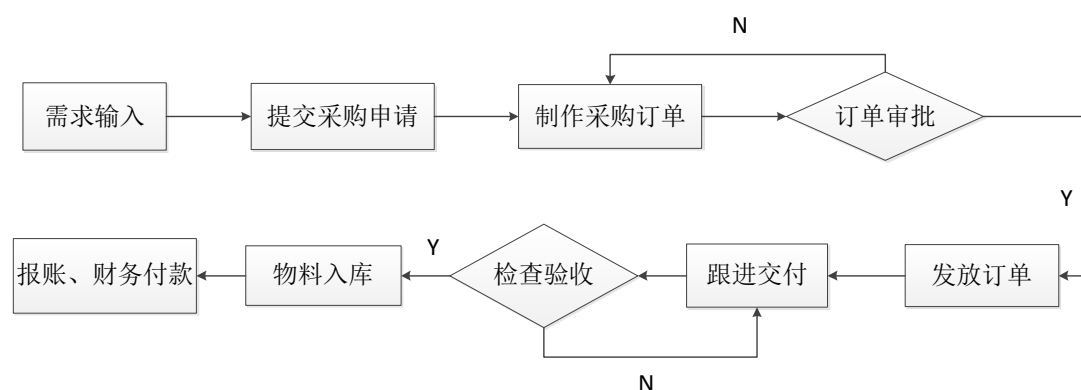 N
需求输入
提交采购申请
制作采购订单
订单审批
Y
发放订单
跟进交付
检查验收
Y
物料入库
报账、财务付款
N